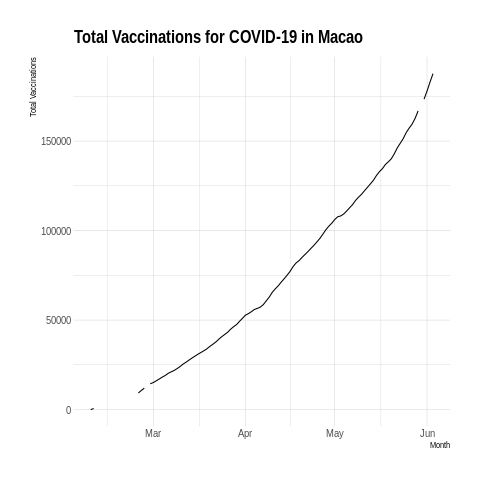 Total Vaccinations for COVID-19 in Macao
Total Vaccinations
150000
100000
50000
0
Mar Apr May Jun
Month